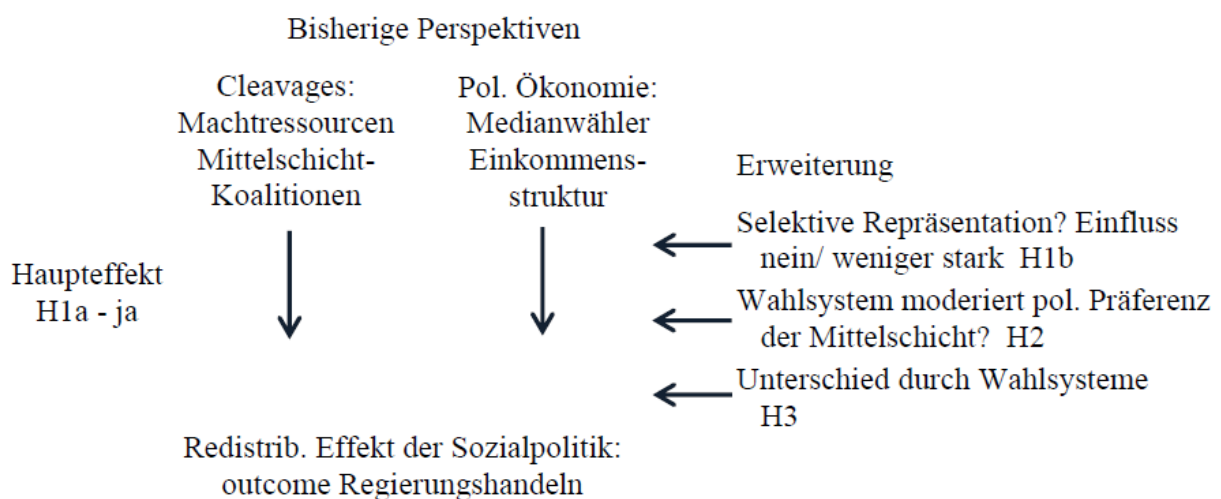 Bisherige Perspektiven
Cleavages:
Machtressourcen
Mittelschicht-
Koalitionen
Pol. Ökonomie:
Medianwähler
Einkommens-
struktur
Erweiterung
Selektive Repräsentation? Einfluss
nein/ weniger stark H1b
Haupteffekt
H1a - ja
Wahlsystem moderiert pol. Präferenz
der Mittelschicht? H2
Unterschied durch Wahlsysteme
H3
Redistrib. Effekt der Sozialpolitik:
outcome Regierungshandeln